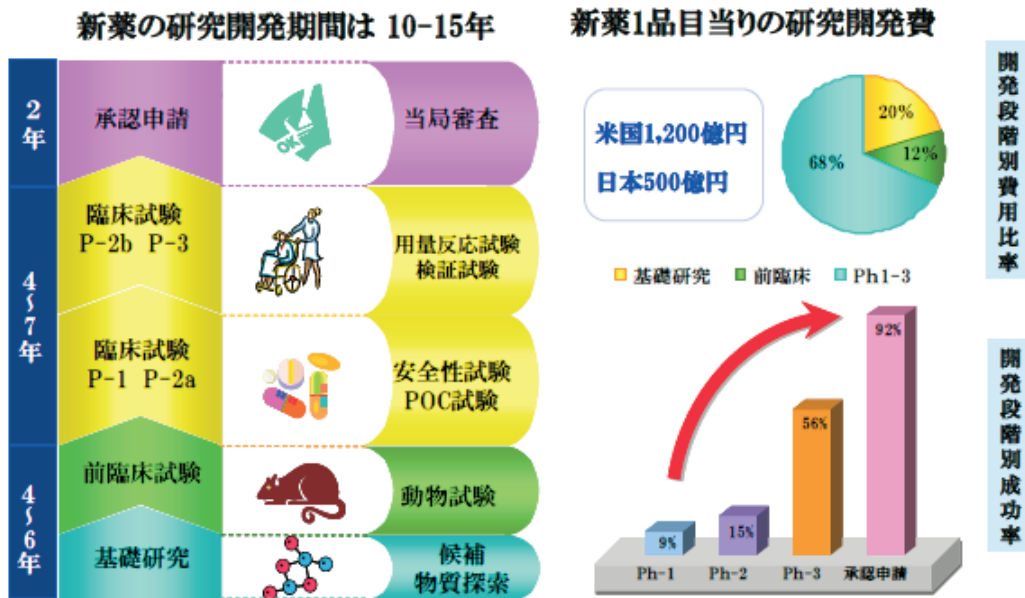 新薬の研究開発期間は 10-15年
2年
承認申請
OK
当局審査
4～7年
臨床試験
P-2b P-3
用量反応試験
検証試験
臨床試験
P-1 P-2a
安全性試験
POC試験
4～6年
前臨床試験
動物試験
基礎研究
候補
物質探索
新薬1品目当りの研究開発費
米国1,200億円
日本500億円
20%
12%
68%
基礎研究 前臨床 Ph1-3
開発段階別費用比率
92%
56%
15%
9%
Ph-1 Ph-2 Ph-3 承認申請
開発段階別成功率